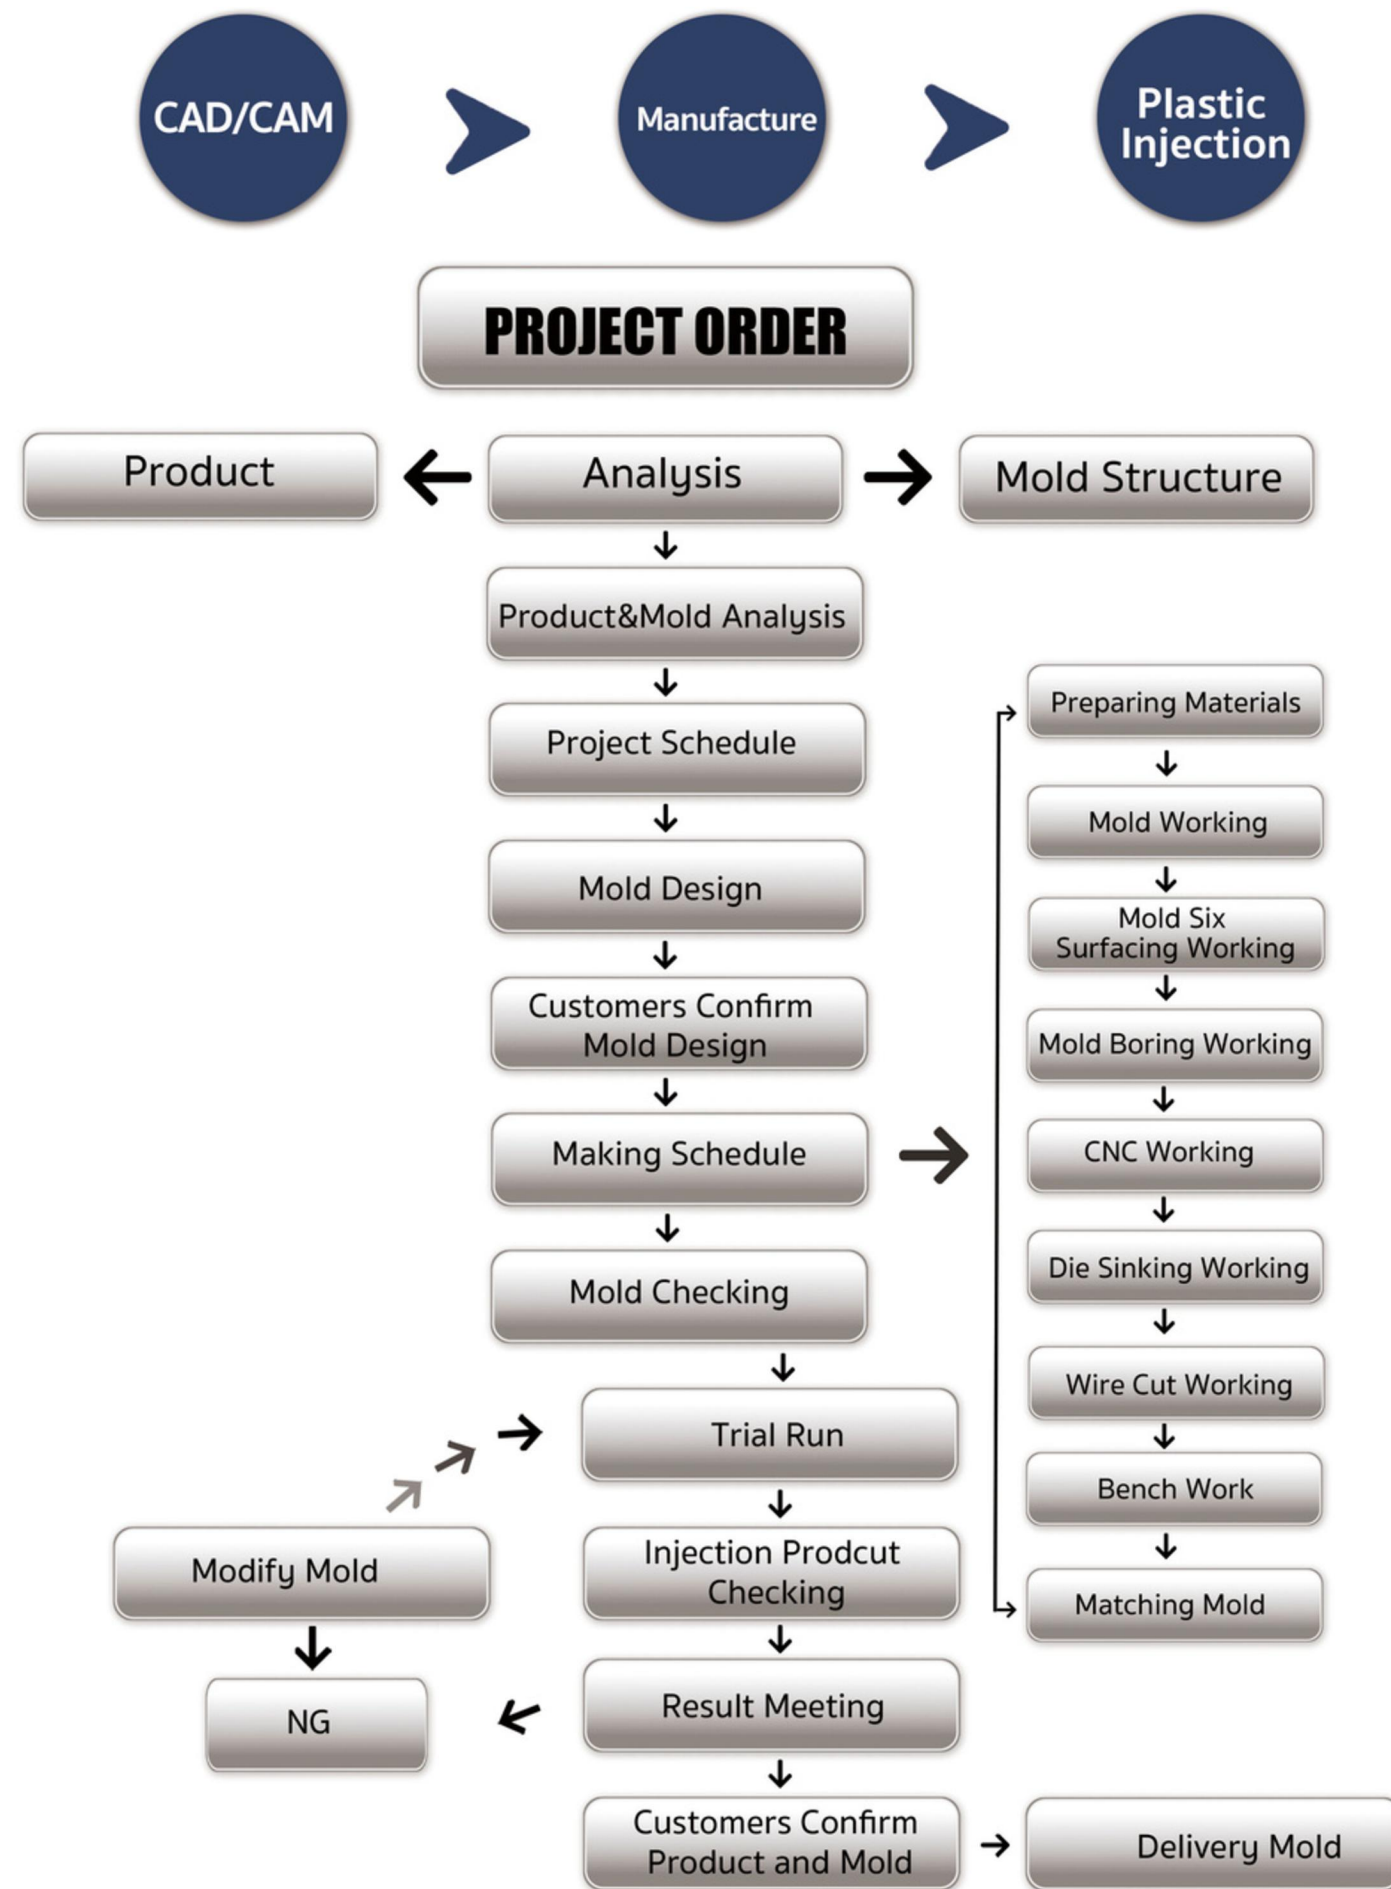 CAD/CAM
Manufacture
Plastic
Injection
PROJECT ORDER
Product
Analysis
Mold Structure
Product&Mold Analysis
Project Schedule
Mold Design
Customers Confirm
Mold Design
Making Schedule
Mold Checking
Preparing Materials
Mold Working
Mold Six
Surfacing Working
Mold Boring Working
CNC Working
Die Sinking Working
Wire Cut Working
Bench Work
Matching Mold
Trial Run
Modify Mold
Injection Prodcut
Checking
NG
Result Meeting
Customers Confirm
Product and Mold
Delivery Mold